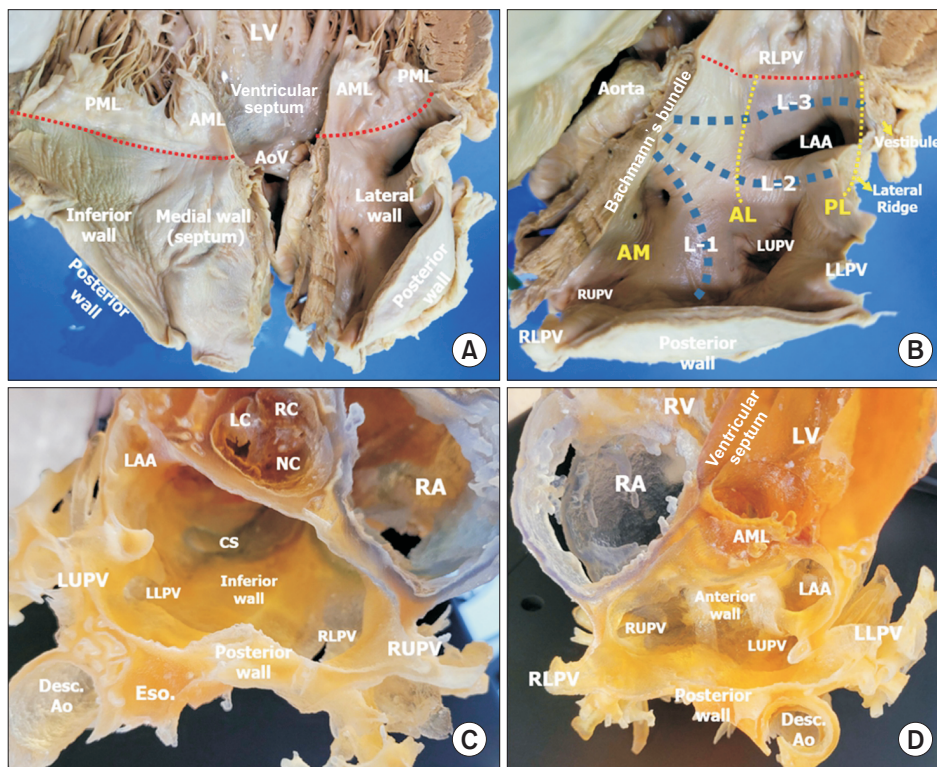 LV
PML
AML
Ventricular
septum
AML
PML
AoV
Inferior
wall
Medial wall
(septum)
Lateral
wall
Posterior
wall
Posterior
wall
A
RLPV
Aorta
Bachmann`s bundle
L-3
LAA
Vestibule
L-2
Lateral
Ridge
AL
PL
AM
L-1
LUPV
LLPV
RUPV
RLPV
Posterior
wall
B
LC
RC
NC
LAA
RA
CS
LUPV
LLPV
Inferior
wall
RLPV
RUPV
Posterior
wall
Desc.
Ao
Eso.
C
RV
Ventricular
septum
LV
RA
AML
LAA
Anterior
wall
RUPV
LUPV
LLPV
RLPV
Posterior
wall
Desc.
Ao
D